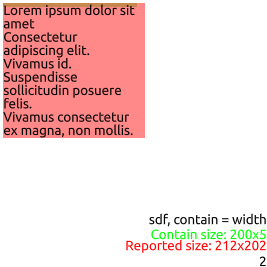 Lorem ipsum dolor sit
amet
Consectetur
adipiscing elit.
Vivamus id.
Suspendisse
sollicitudin posuere
felis.
Vivamus consectetur
ex magna, non mollis.
sdf, contain = width
Contain size: 200x5
Reported size: 212x202
2